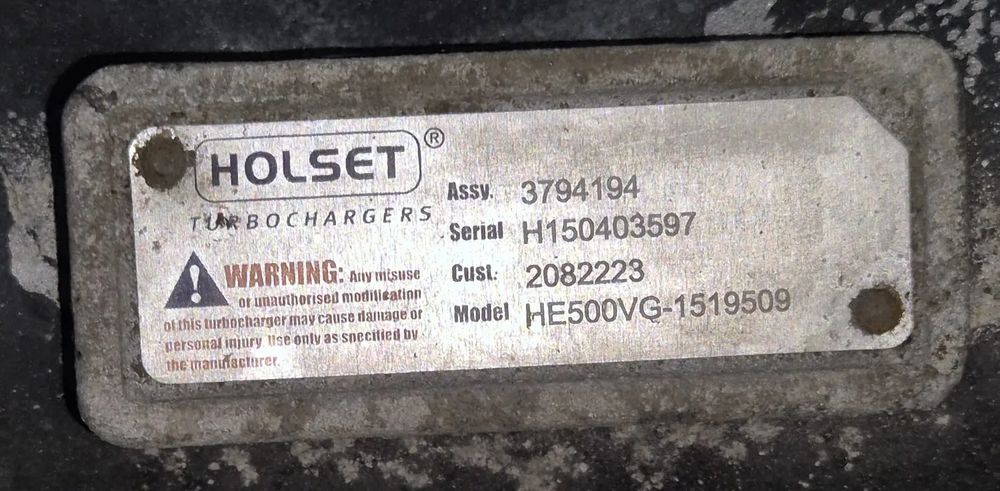 HOLSET®
TURBOCHARGERS
WARNING: Any misuse
or unauthorised modification
of this turbocharger may cause damage or
personal injury. Use only as specified by
the manufacturer.
Assy. 3794194
Serial H150403597
Cust. 2082223
Model HE500VG-1519509